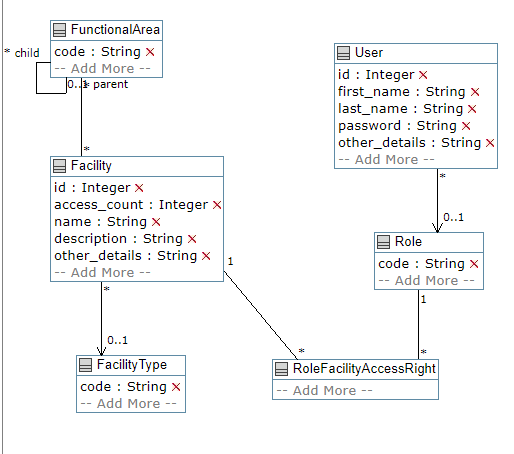 FunctionalArea
code : String ×
-- Add More --
* child
0..1
* parent
*
User
id : Integer ×
first_name : String ×
last_name : String ×
password : String ×
other_details : String ×
-- Add More --
*
0..1
Facility
id : Integer ×
access_count : Integer ×
name : String ×
description : String ×
other_details : String ×
-- Add More --
*
1
Role
code : String ×
-- Add More --
1
0..1
*
*
FacilityType
code : String ×
-- Add More --
RoleFacilityAccessRight
-- Add More --